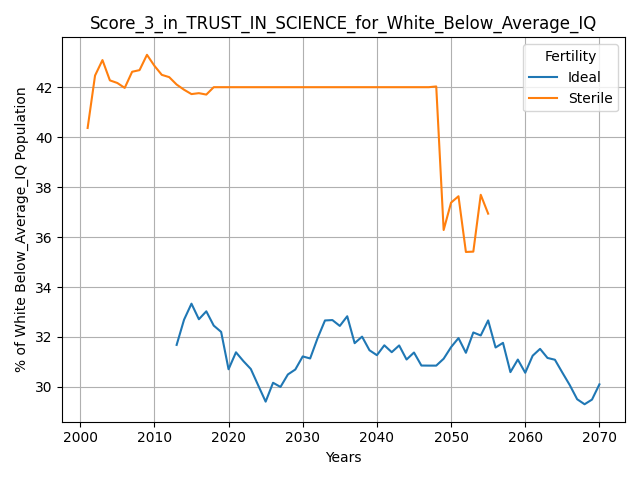 Score_3_in_TRUST_IN_SCIENCE_for_White_Below_Average_IQ
Fertility
Ideal
Sterile
% of White Below_Average_IQ Population
42
40
38
36
34
32
30
2000 2010 2020 2030 2040 2050 2060 2070
Years